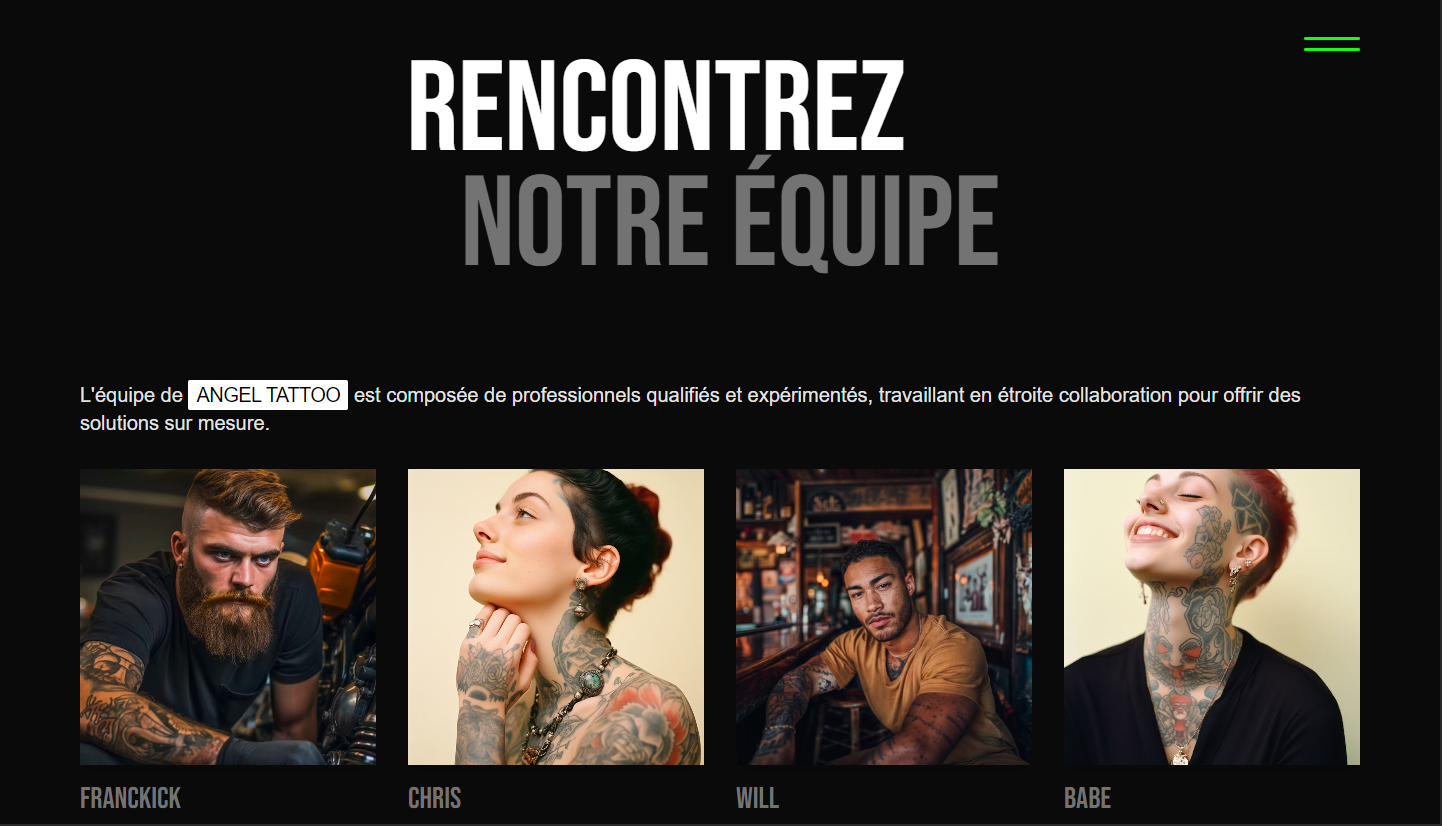 RENCONTREZ
NOTRE ÉQUIPE
L'équipe de ANGEL TATTOO est composée de professionnels qualifiés et expérimentés, travaillant en étroite collaboration pour offrir des
solutions sur mesure.
FRANCKICK
CHRIS
WILL
BABE